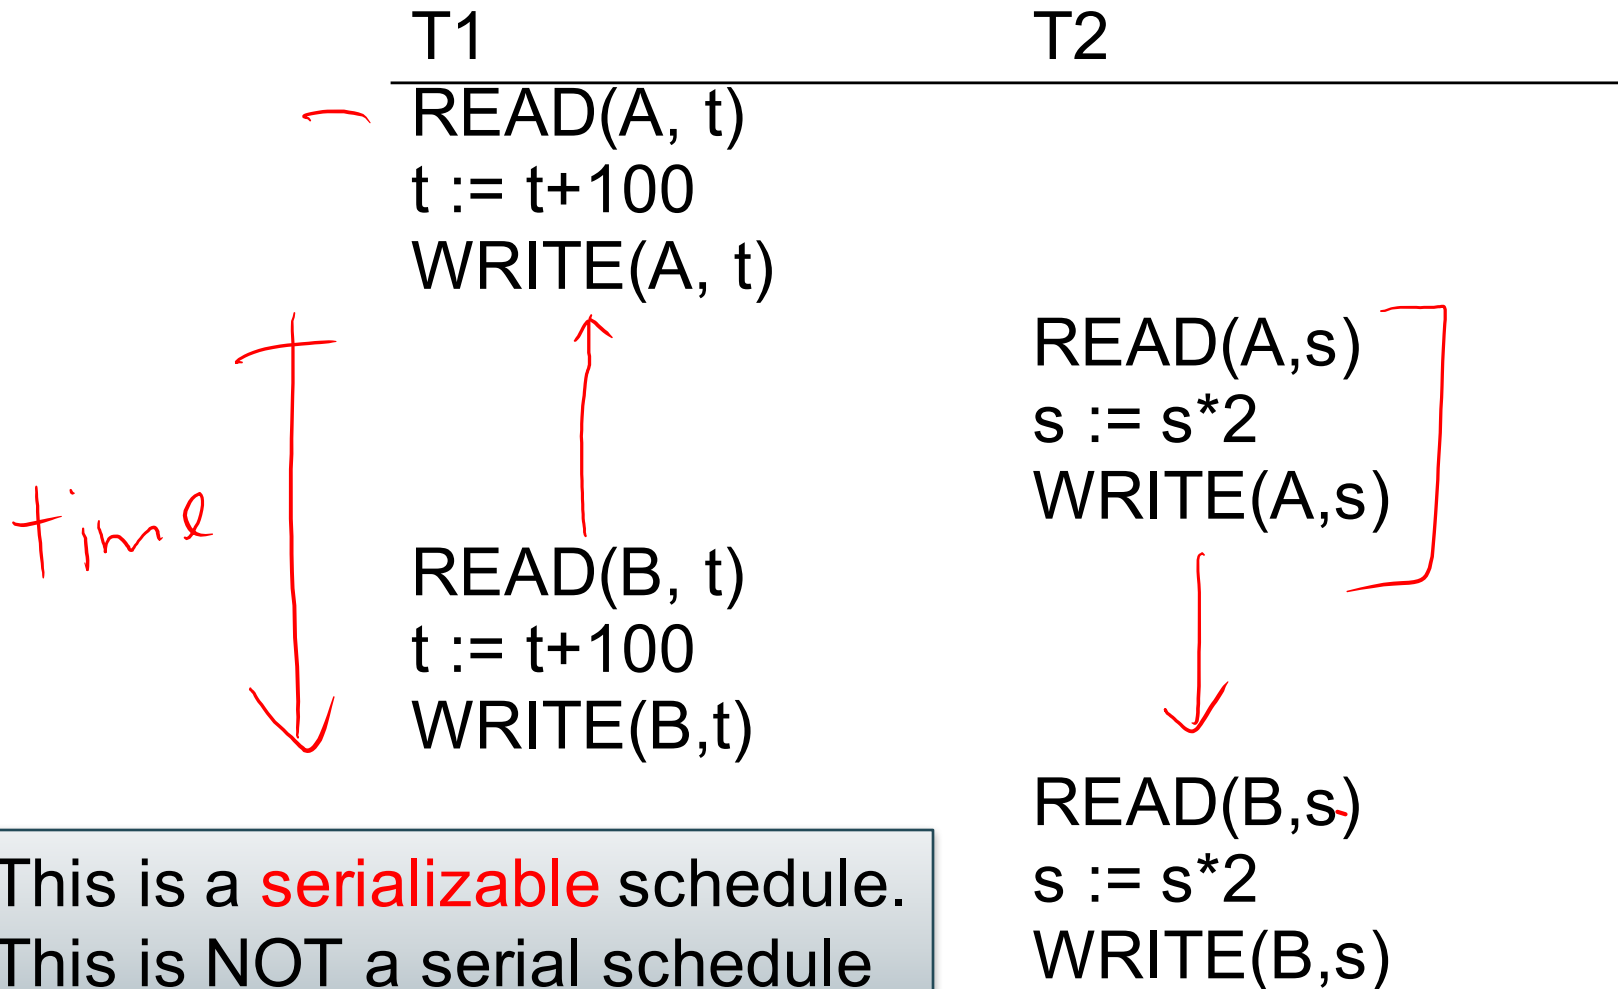 T1 T2
READ(A, t)
t := t+100
WRITE(A, t)
READ(A,s)
s := s*2
WRITE(A,s)
time
READ(B, t)
t := t+100
WRITE(B,t)
READ(B,s)
s := s*2
WRITE(B,s)
This is a serializable schedule.
This is NOT a serial schedule